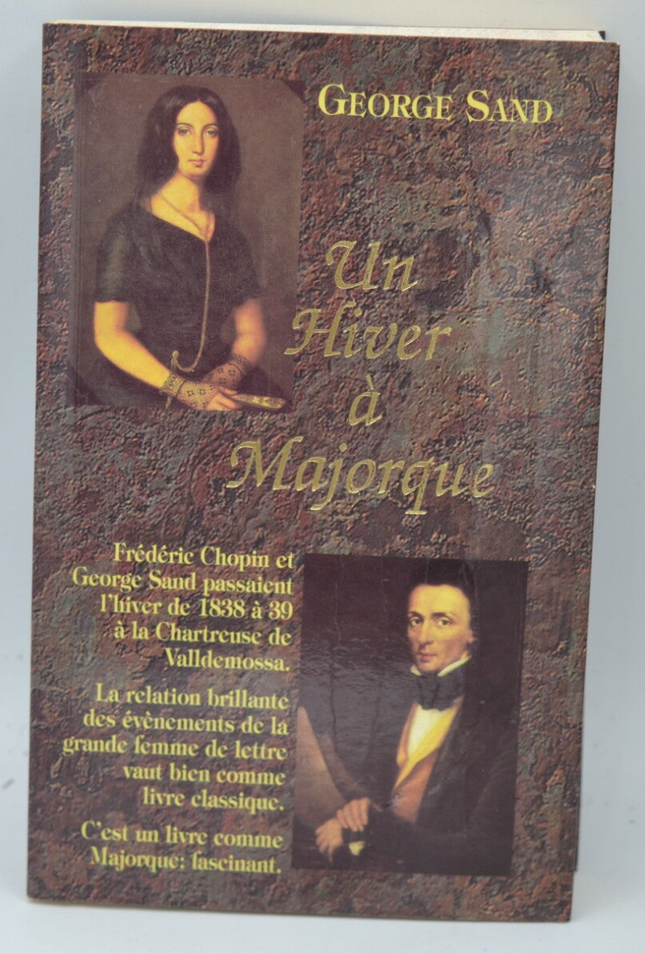 GEORGE SAND
Un
Hiver
à
Majorque
Frédéric Chopin et
George Sand passaient
l'hiver de 1838 à 39
à la Chartreuse de
Valldemossa.
La relation brillante
des évènements de la
grande femme de lettre
vaut bien comme
livre classique.
C'est un livre comme
Majorque: fascinant.